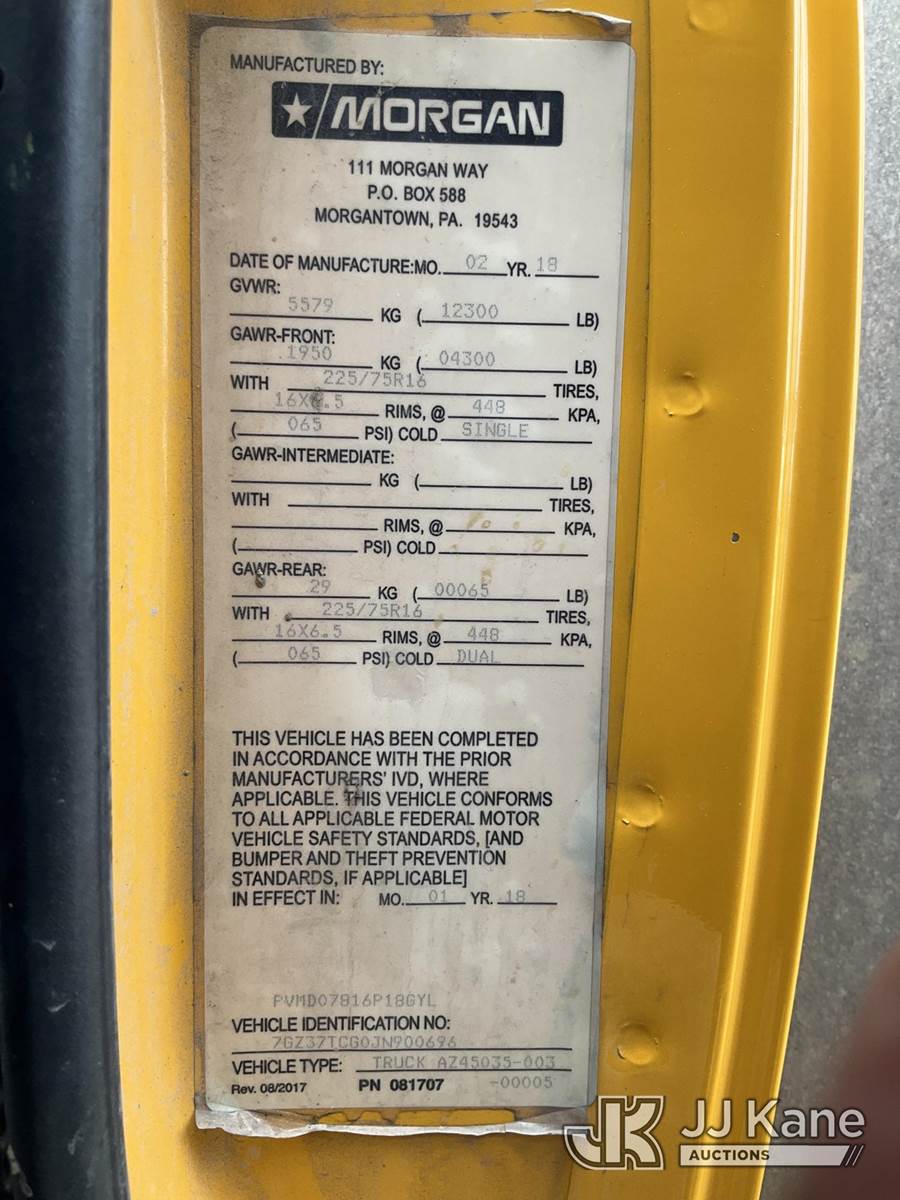 MANUFACTURED BY:
MORGAN
111 MORGAN WAY
P.O. BOX 588
MORGANTOWN, PA. 19543
DATE OF MANUFACTURE:MO. 02 YR. 18
GVWR:
5579 KG ( 12300 LB)
GAWR-FRONT:
1950 KG ( 04300 LB)
WITH 225/75R16 TIRES,
16X6.5 RIMS, @ 448 KPA,
( 065 PSI) COLD SINGLE
GAWR-INTERMEDIATE:
KG ( LB)
WITH TIRES,
RIMS, @ KPA,
( PSI) COLD
GAWR-REAR:
29 KG ( 00065 LB)
WITH 225/75R16 TIRES,
16X6.5 RIMS, @ 448 KPA,
( 065 PSI) COLD DUAL
THIS VEHICLE HAS BEEN COMPLETED
IN ACCORDANCE WITH THE PRIOR
MANUFACTURERS' IVD, WHERE
APPLICABLE. THIS VEHICLE CONFORMS
TO ALL APPLICABLE FEDERAL MOTOR
VEHICLE SAFETY STANDARDS, [AND
BUMPER AND THEFT PREVENTION
STANDARDS, IF APPLICABLE]
IN EFFECT IN: MO. 01 YR. 18
PVMD07816P18GYL
VEHICLE IDENTIFICATION NO:
7GZ37TCG0JN900696
VEHICLE TYPE: TRUCK AZ45035-003
Rev. 08/2017 PN 081707 -00005
JK JJ Kane
AUCTIONS